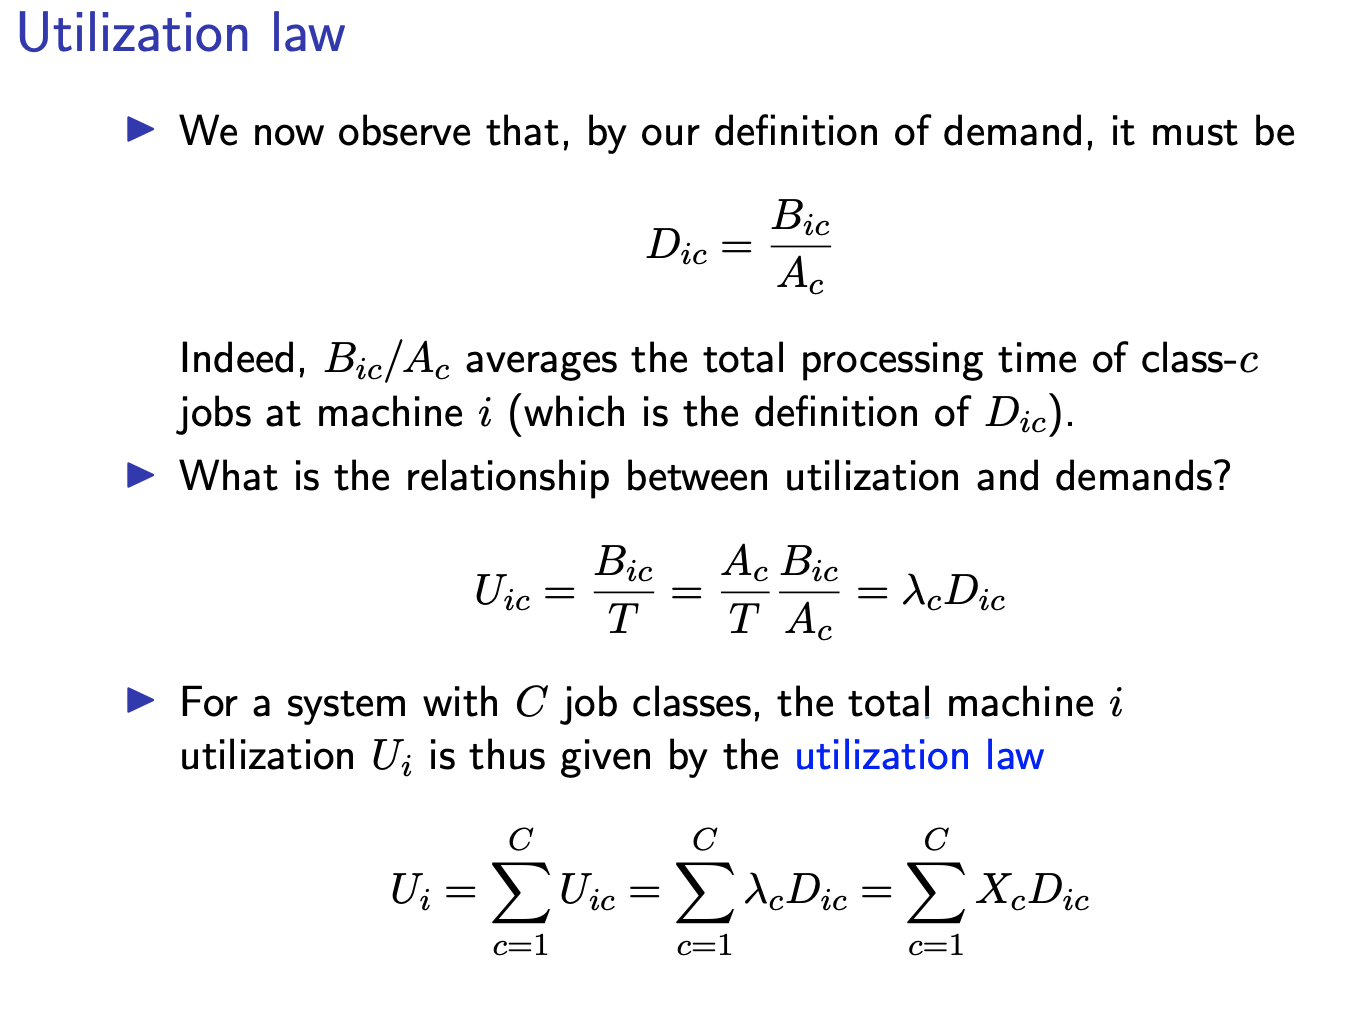 Utilization law
▶ We now observe that, by our definition of demand, it must be
$D_{ic} = \frac{B_{ic}}{A_c}$
Indeed, $B_{ic}/A_c$ averages the total processing time of class-$c$
jobs at machine $i$ (which is the definition of $D_{ic}$).
▶ What is the relationship between utilization and demands?
$U_{ic} = \frac{B_{ic}}{T} = \frac{A_c}{T} \frac{B_{ic}}{A_c} = \lambda_c D_{ic}$
▶ For a system with $C$ job classes, the total machine $i$
utilization $U_i$ is thus given by the utilization law
$U_i = \sum_{c=1}^{C} U_{ic} = \sum_{c=1}^{C} \lambda_c D_{ic} = \sum_{c=1}^{C} X_c D_{ic}$